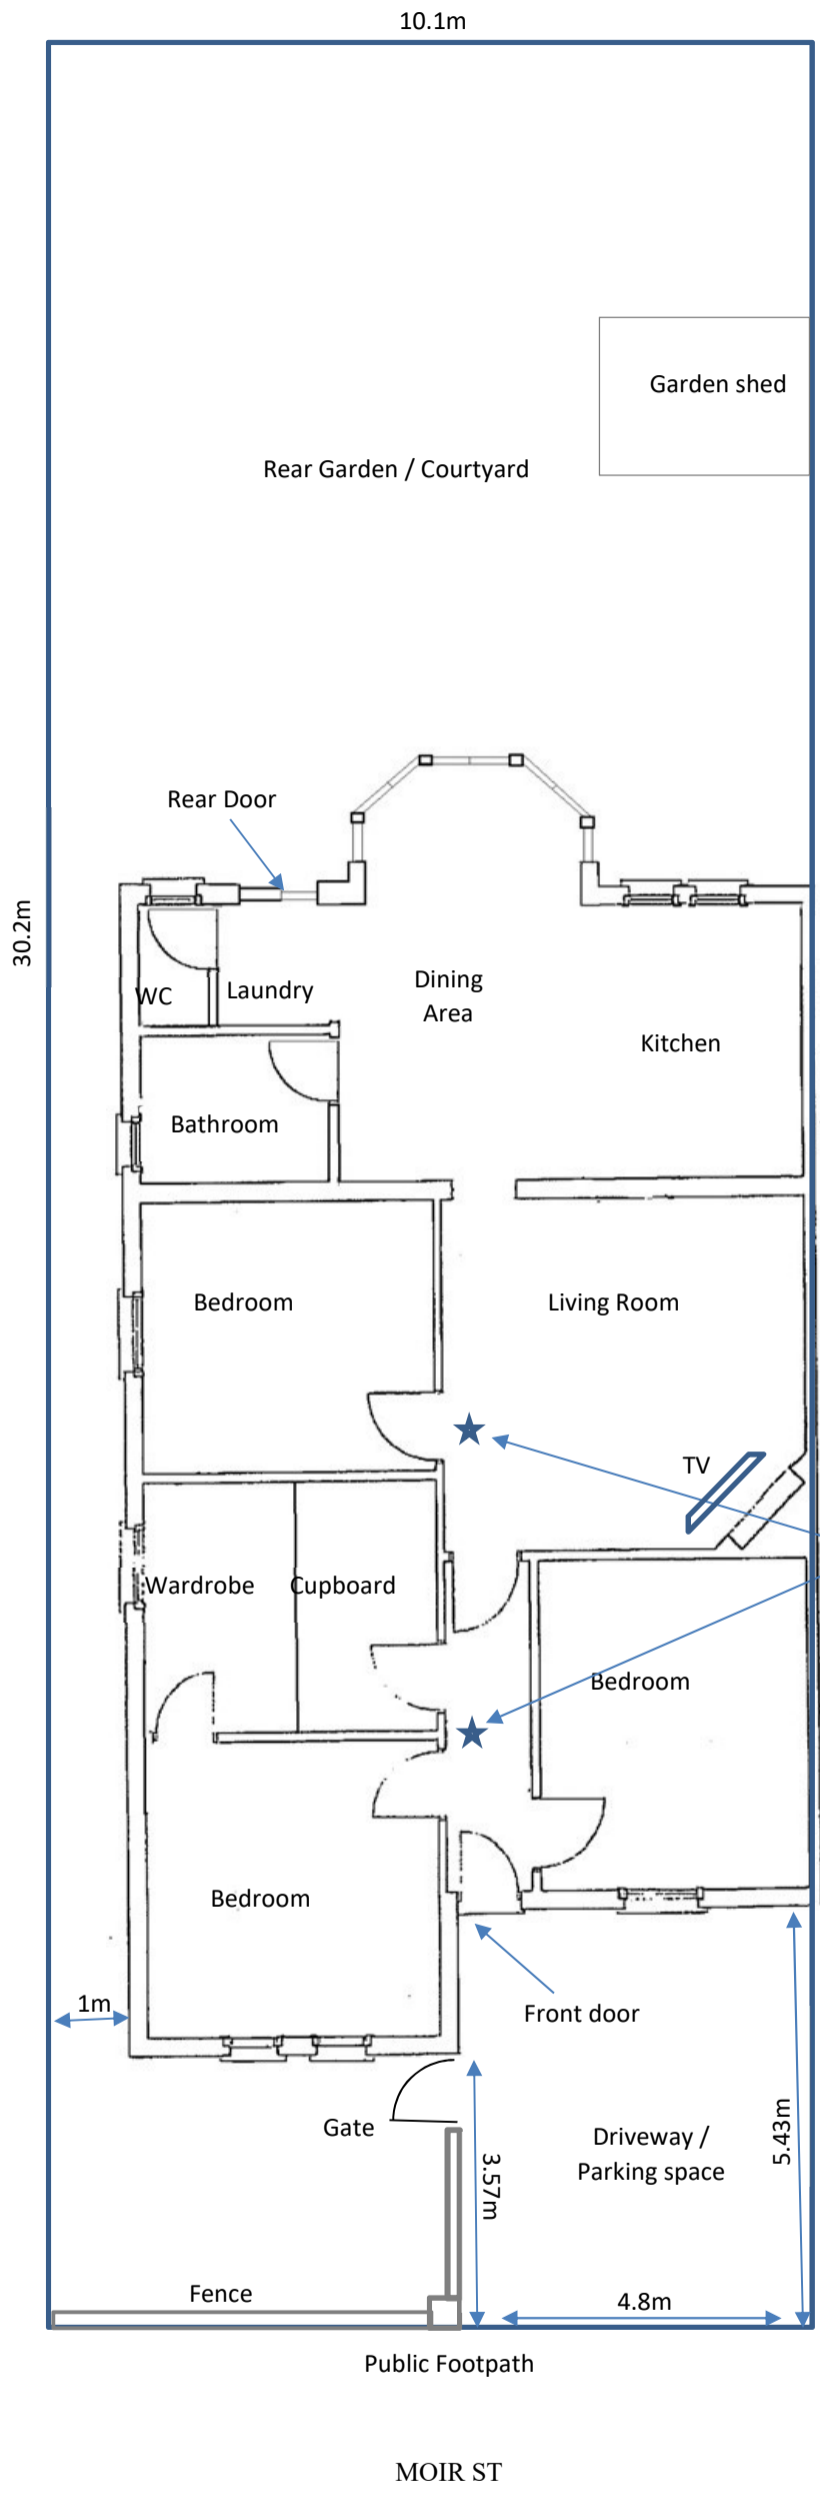 10.1m
Garden shed
Rear Garden / Courtyard
Rear Door
30.2m
Dining
Area
WC
Laundry
Kitchen
Bathroom
Bedroom
Living Room
TV
Wardrobe
Cupboard
Bedroom
Bedroom
1m
Front door
Gate
Driveway /
Parking space
3.57m
5.43m
Fence
4.8m
Public Footpath
MOIR ST